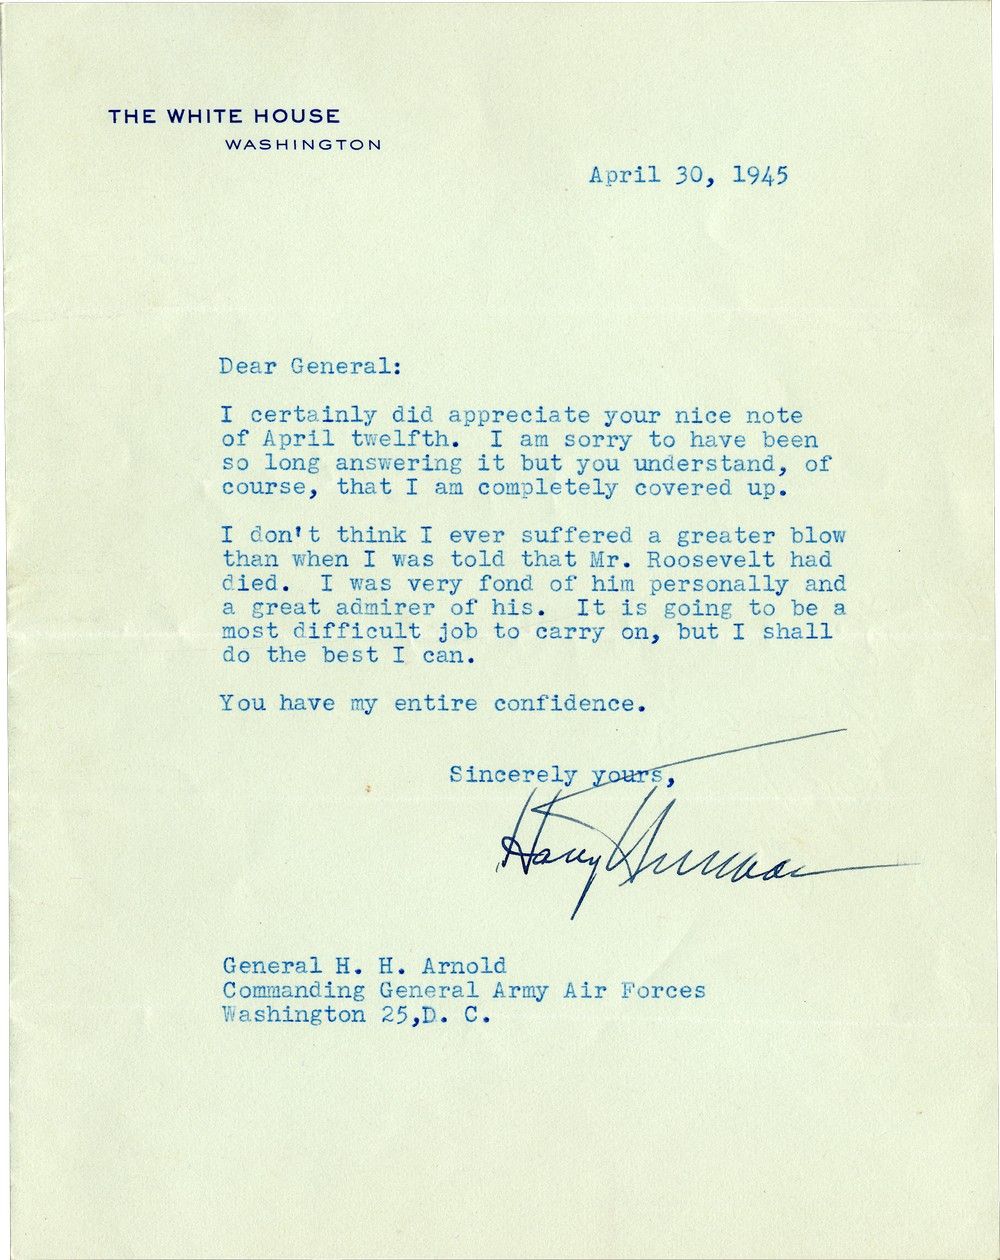 THE WHITE HOUSE
WASHINGTON
April 30, 1945
Dear General:
I certainly did appreciate your nice note
of April twelfth.  I am sorry to have been
so long answering it but you understand, of
course, that I am completely covered up.
I don't think I ever suffered a greater blow
than when I was told that Mr. Roosevelt had
died.  I was very fond of him personally and
a great admirer of his.  It is going to be a
most difficult job to carry on, but I shall
do the best I can.
You have my entire confidence.
Sincerely yours,
Harry Truman
General H. H. Arnold
Commanding General Army Air Forces
Washington 25,D. C.